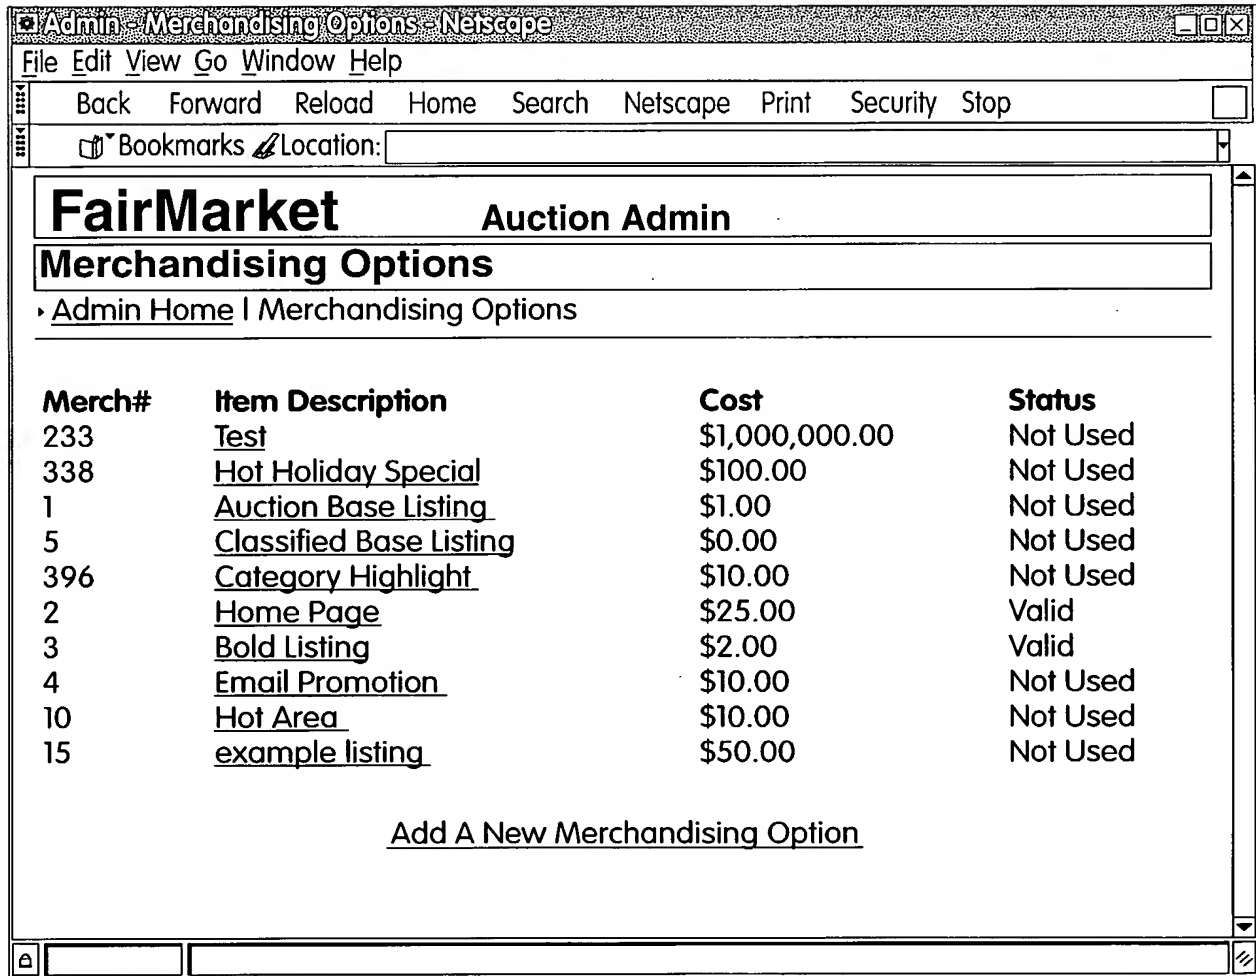 Admin - Merchandising Options - Netscape
File Edit View Go Window Help
Back Forward Reload Home Search Netscape Print Security Stop
Bookmarks Location:
FairMarket Auction Admin
Merchandising Options
Admin Home | Merchandising Options
Merch# Item Description Cost Status
233 Test $1,000,000.00 Not Used
338 Hot Holiday Special $100.00 Not Used
1 Auction Base Listing $1.00 Not Used
5 Classified Base Listing $0.00 Not Used
396 Category Highlight $10.00 Not Used
2 Home Page $25.00 Valid
3 Bold Listing $2.00 Valid
4 Email Promotion $10.00 Not Used
10 Hot Area $10.00 Not Used
15 example listing $50.00 Not Used
Add A New Merchandising Option